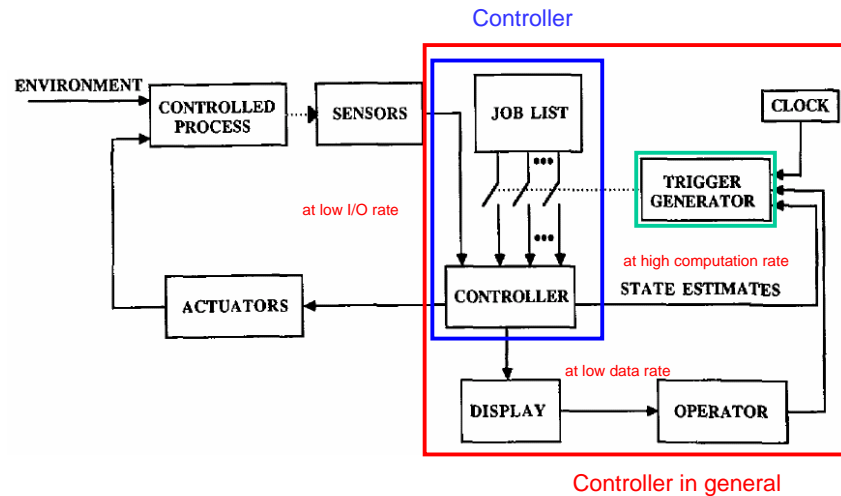 Controller
ENVIRONMENT
CONTROLLED
PROCESS
SENSORS
JOB LIST
CLOCK
TRIGGER
GENERATOR
at low I/O rate
at high computation rate
CONTROLLER
STATE ESTIMATES
ACTUATORS
at low data rate
DISPLAY
OPERATOR
Controller in general